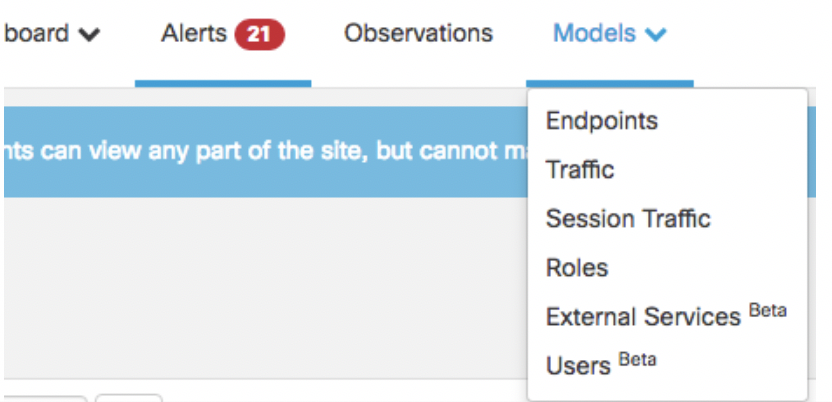 board Alerts 21 Observations Models
nts can view any part of the site, but cannot m
Endpoints
Traffic
Session Traffic
Roles
External Services Beta
Users Beta